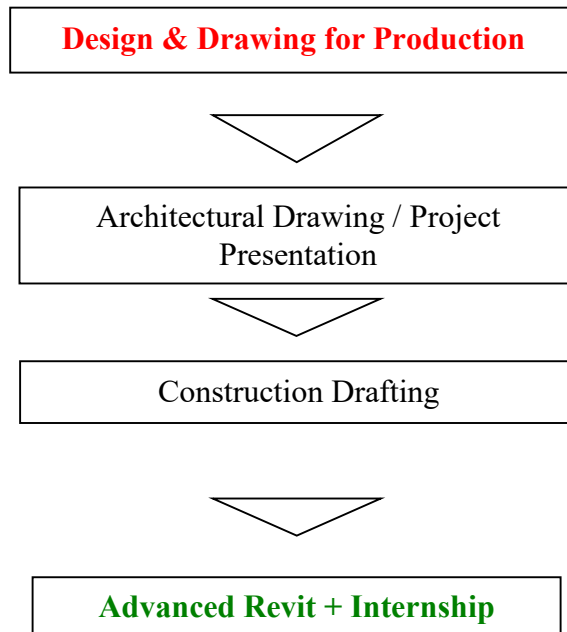 Design & Drawing for Production
Architectural Drawing / Project
Presentation
Construction Drafting
Advanced Revit + Internship